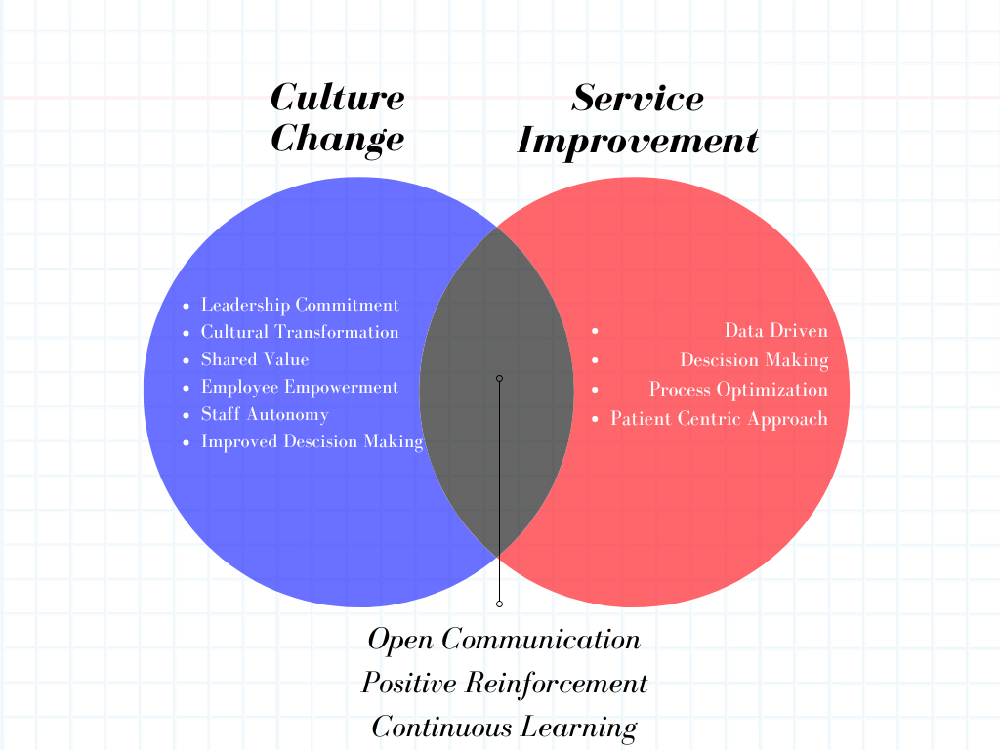 Culture
Change
Service
Improvement
Leadership Commitment
Cultural Transformation
Shared Value
Employee Empowerment
Staff Autonomy
Improved Descision Making
Data Driven
Descision Making
Process Optimization
Patient Centric Approach
Open Communication
Positive Reinforcement
Continuous Learning